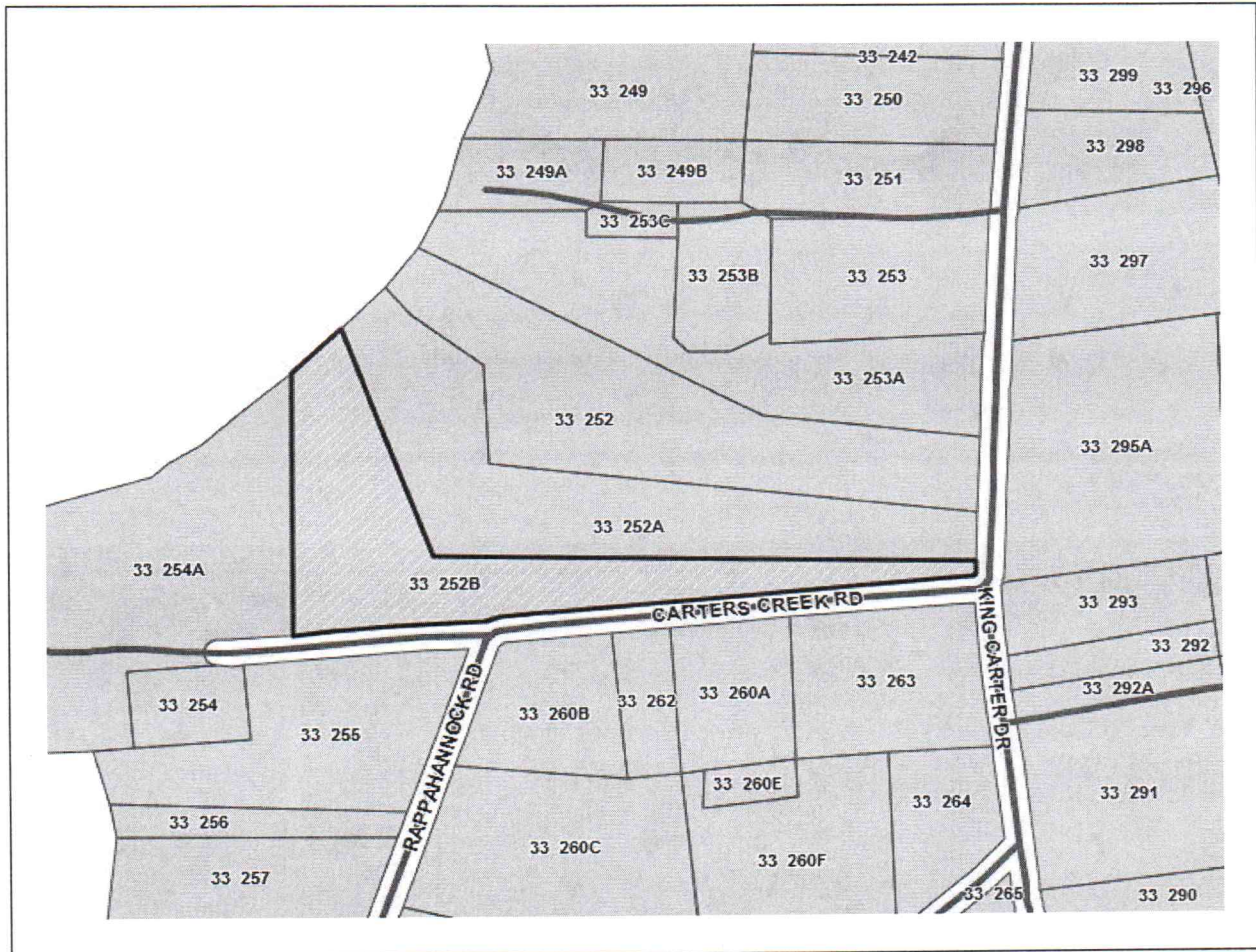 33 242
33 249
33 250
33 299
33 296
33 298
33 249A
33 249B
33 251
33 253C
33 253B
33 253
33 297
33 253A
33 252
33 295A
33 252A
33 254A
33 252B
CARTERS CREEK RD
KING CARTER DR
33 293
33 292
33 292A
33 254
33 255
RAPPAHANNOCK RD
33 260B
33 262
33 260A
33 263
33 260E
33 264
33 291
33 256
33 260C
33 260F
33 257
33 265
33 290